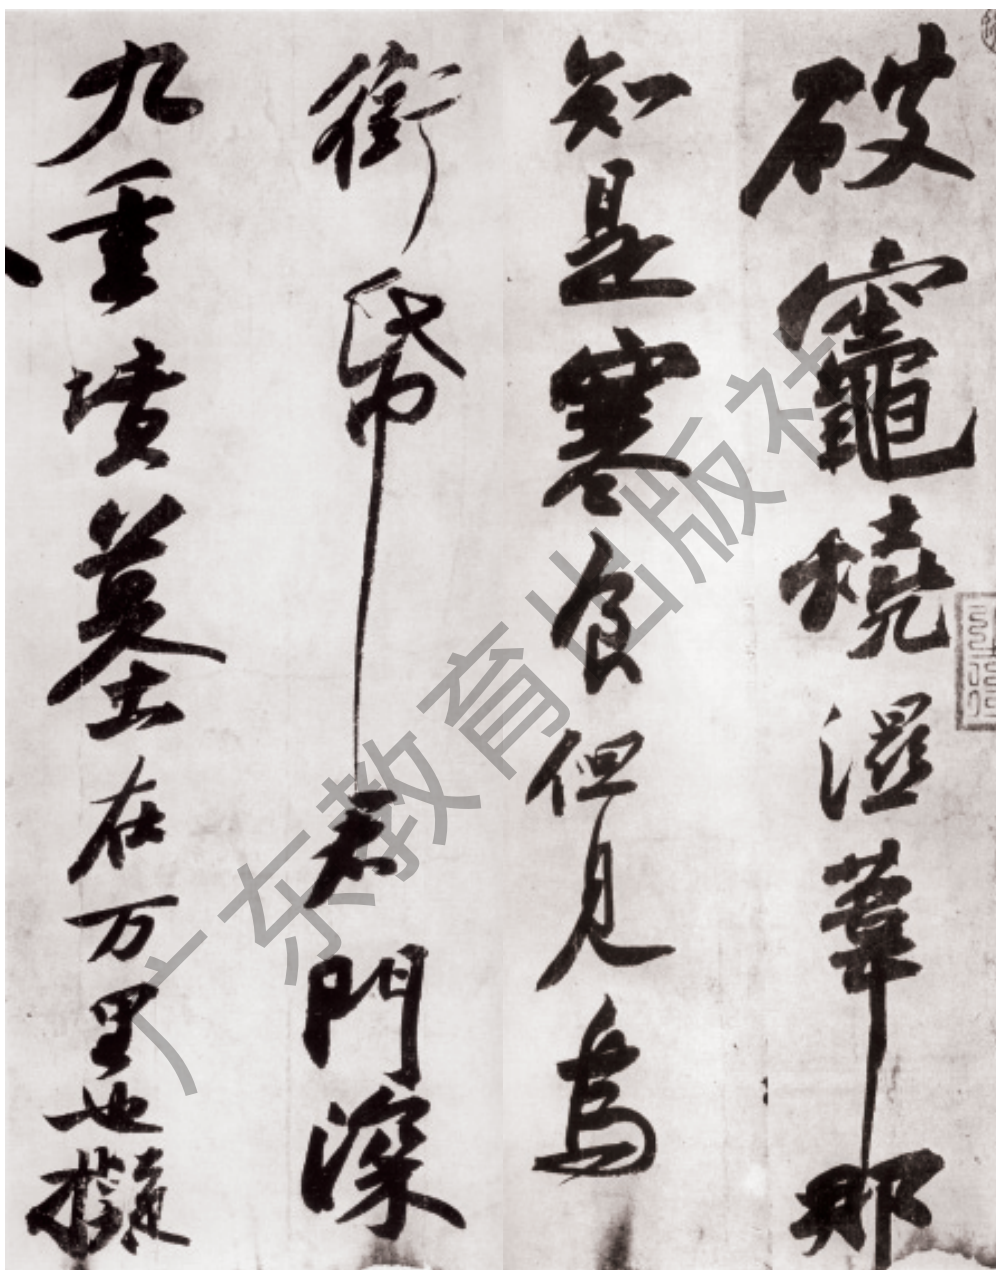 破竈燒濕葦那
知是寒食但見烏
銜帋君門深
九重墳墓在万里也擬
广东教育出版社